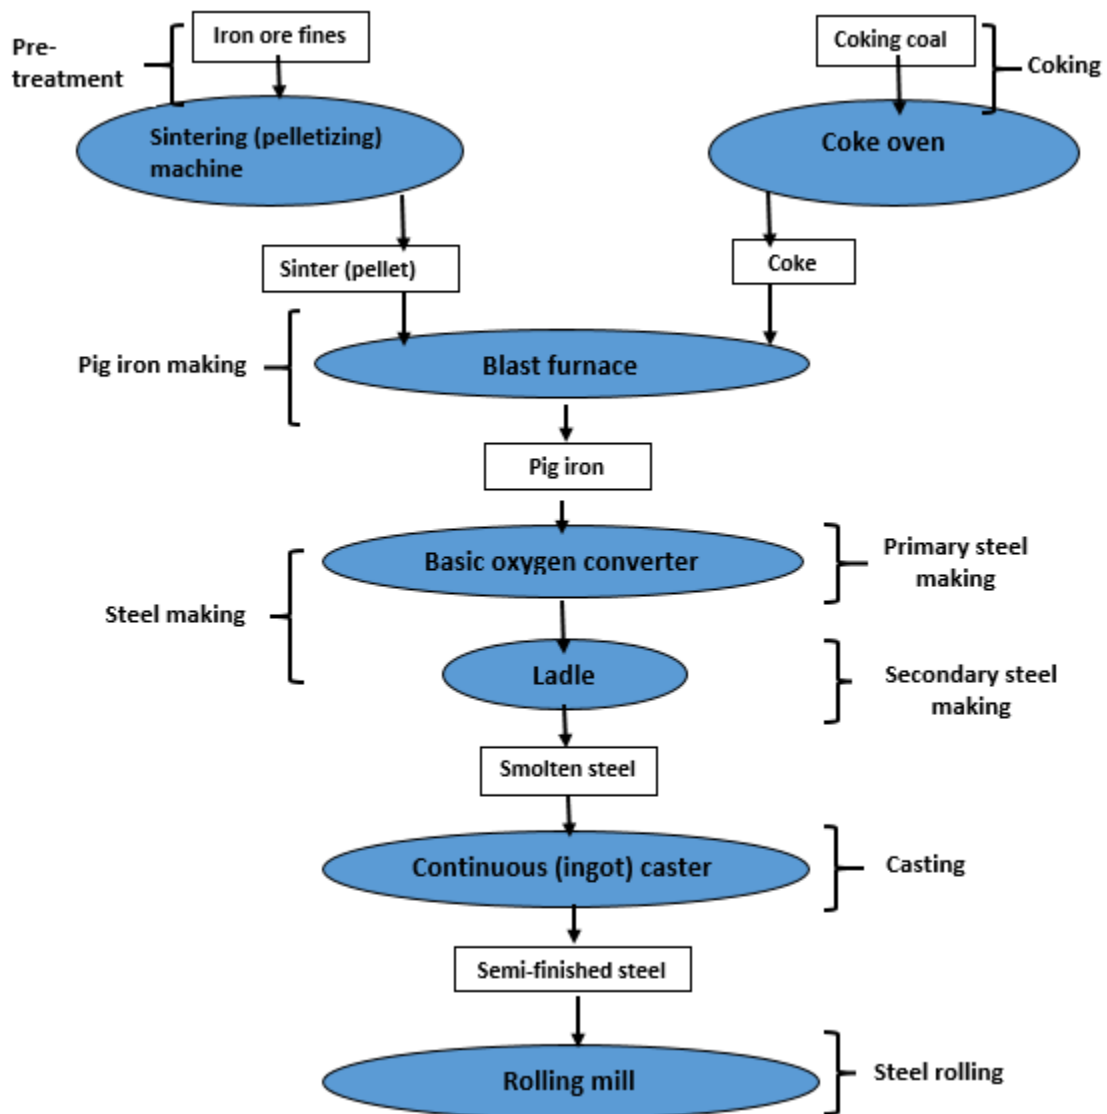 Iron ore fines
Coking coal
Pre-
treatment
Coking
Sintering (pelletizing)
machine
Coke oven
Sinter (pellet)
Coke
Pig iron making
Blast furnace
Pig iron
Basic oxygen converter
Primary steel
making
Steel making
Ladle
Secondary steel
making
Smolten steel
Continuous (ingot) caster
Casting
Semi-finished steel
Rolling mill
Steel rolling